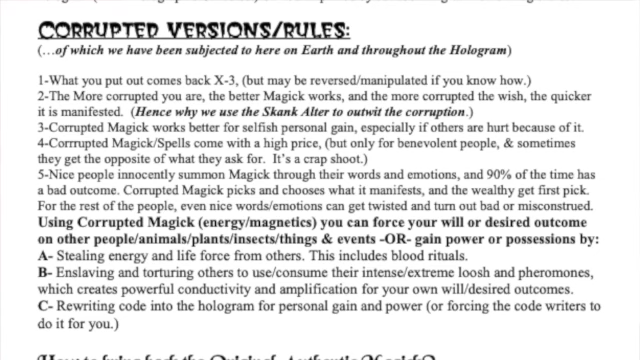 CORRUPTED VERSIONS/RULES:
(…of which we have been subjected to here on Earth and throughout the Hologram)
1-What you put out comes back X-3, (but may be reversed/manipulated if you know how.)
2-The More corrupted you are, the better Magick works, and the more corrupted the wish, the quicker
it is manifested. (Hence why we use the Skank Alter to outwit the corruption.)
3-Corrupted Magick works better for selfish personal gain, especially if others are hurt because of it.
4-Corrrupted Magick/Spells come with a high price, (but only for benevolent people, & sometimes
they get the opposite of what they ask for. It's a crap shoot.)
5-Nice people innocently summon Magick through their words and emotions, and 90% of the time has
a bad outcome. Corrupted Magick picks and chooses what it manifests, and the wealthy get first pick.
For the rest of the people, even nice words/emotions can get twisted and turn out bad or misconstrued.
Using Corrupted Magick (energy/magnetics) you can force your will or desired outcome
on other people/animals/plants/insects/things & events -OR- gain power or possessions by:
A- Stealing energy and life force from others. This includes blood rituals.
B- Enslaving and torturing others to use/consume their intense/extreme loosh and pheromones,
which creates powerful conductivity and amplification for your own will/desired outcomes.
C- Rewriting code into the hologram for personal gain and power (or forcing the code writers to
do it for you.)